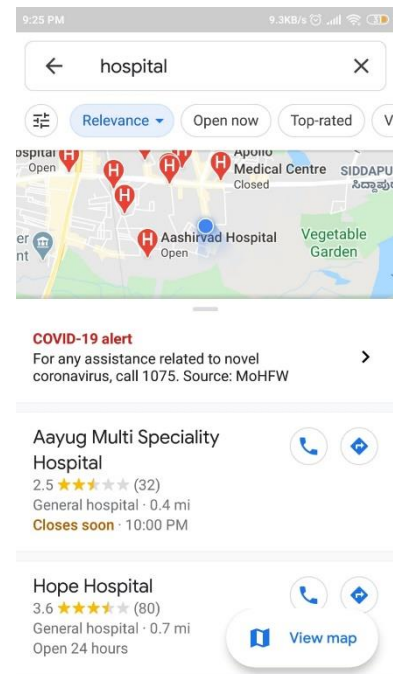 9:25 PM 9.3KB/s
hospital
Relevance Open now Top-rated V
ospital
Open
Apollo
Medical Centre
Closed
SIDDAPU
ಸಿದ್ದಾಪು
er
nt
Aashirvad Hospital
Open
Vegetable
Garden
COVID-19 alert
For any assistance related to novel
coronavirus, call 1075. Source: MoHFW
Aayug Multi Speciality
Hospital
2.5 (32)
General hospital · 0.4 mi
Closes soon · 10:00 PM
Hope Hospital
3.6 (80)
General hospital · 0.7 mi
Open 24 hours
View map